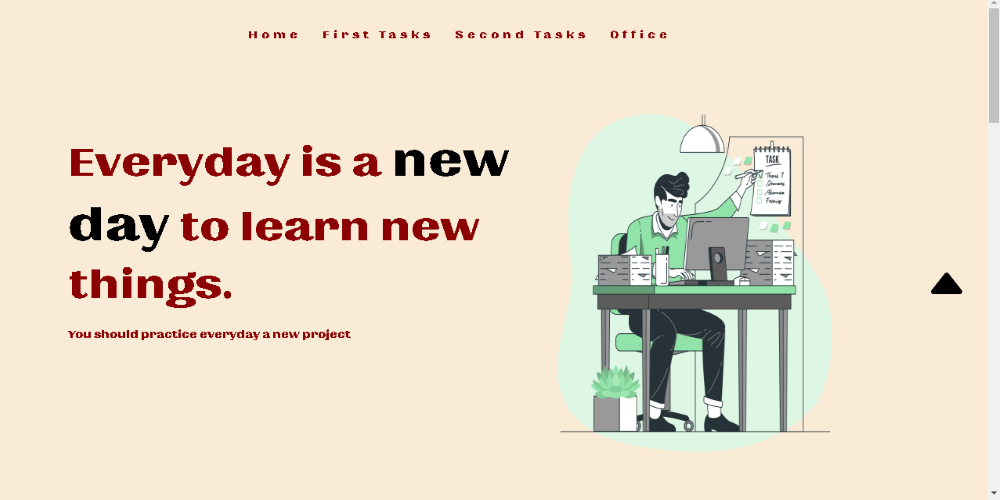 Home First Tasks Second Tasks Office
Everyday is a new
day to learn new
things.
You should practice everyday a new project
TASK